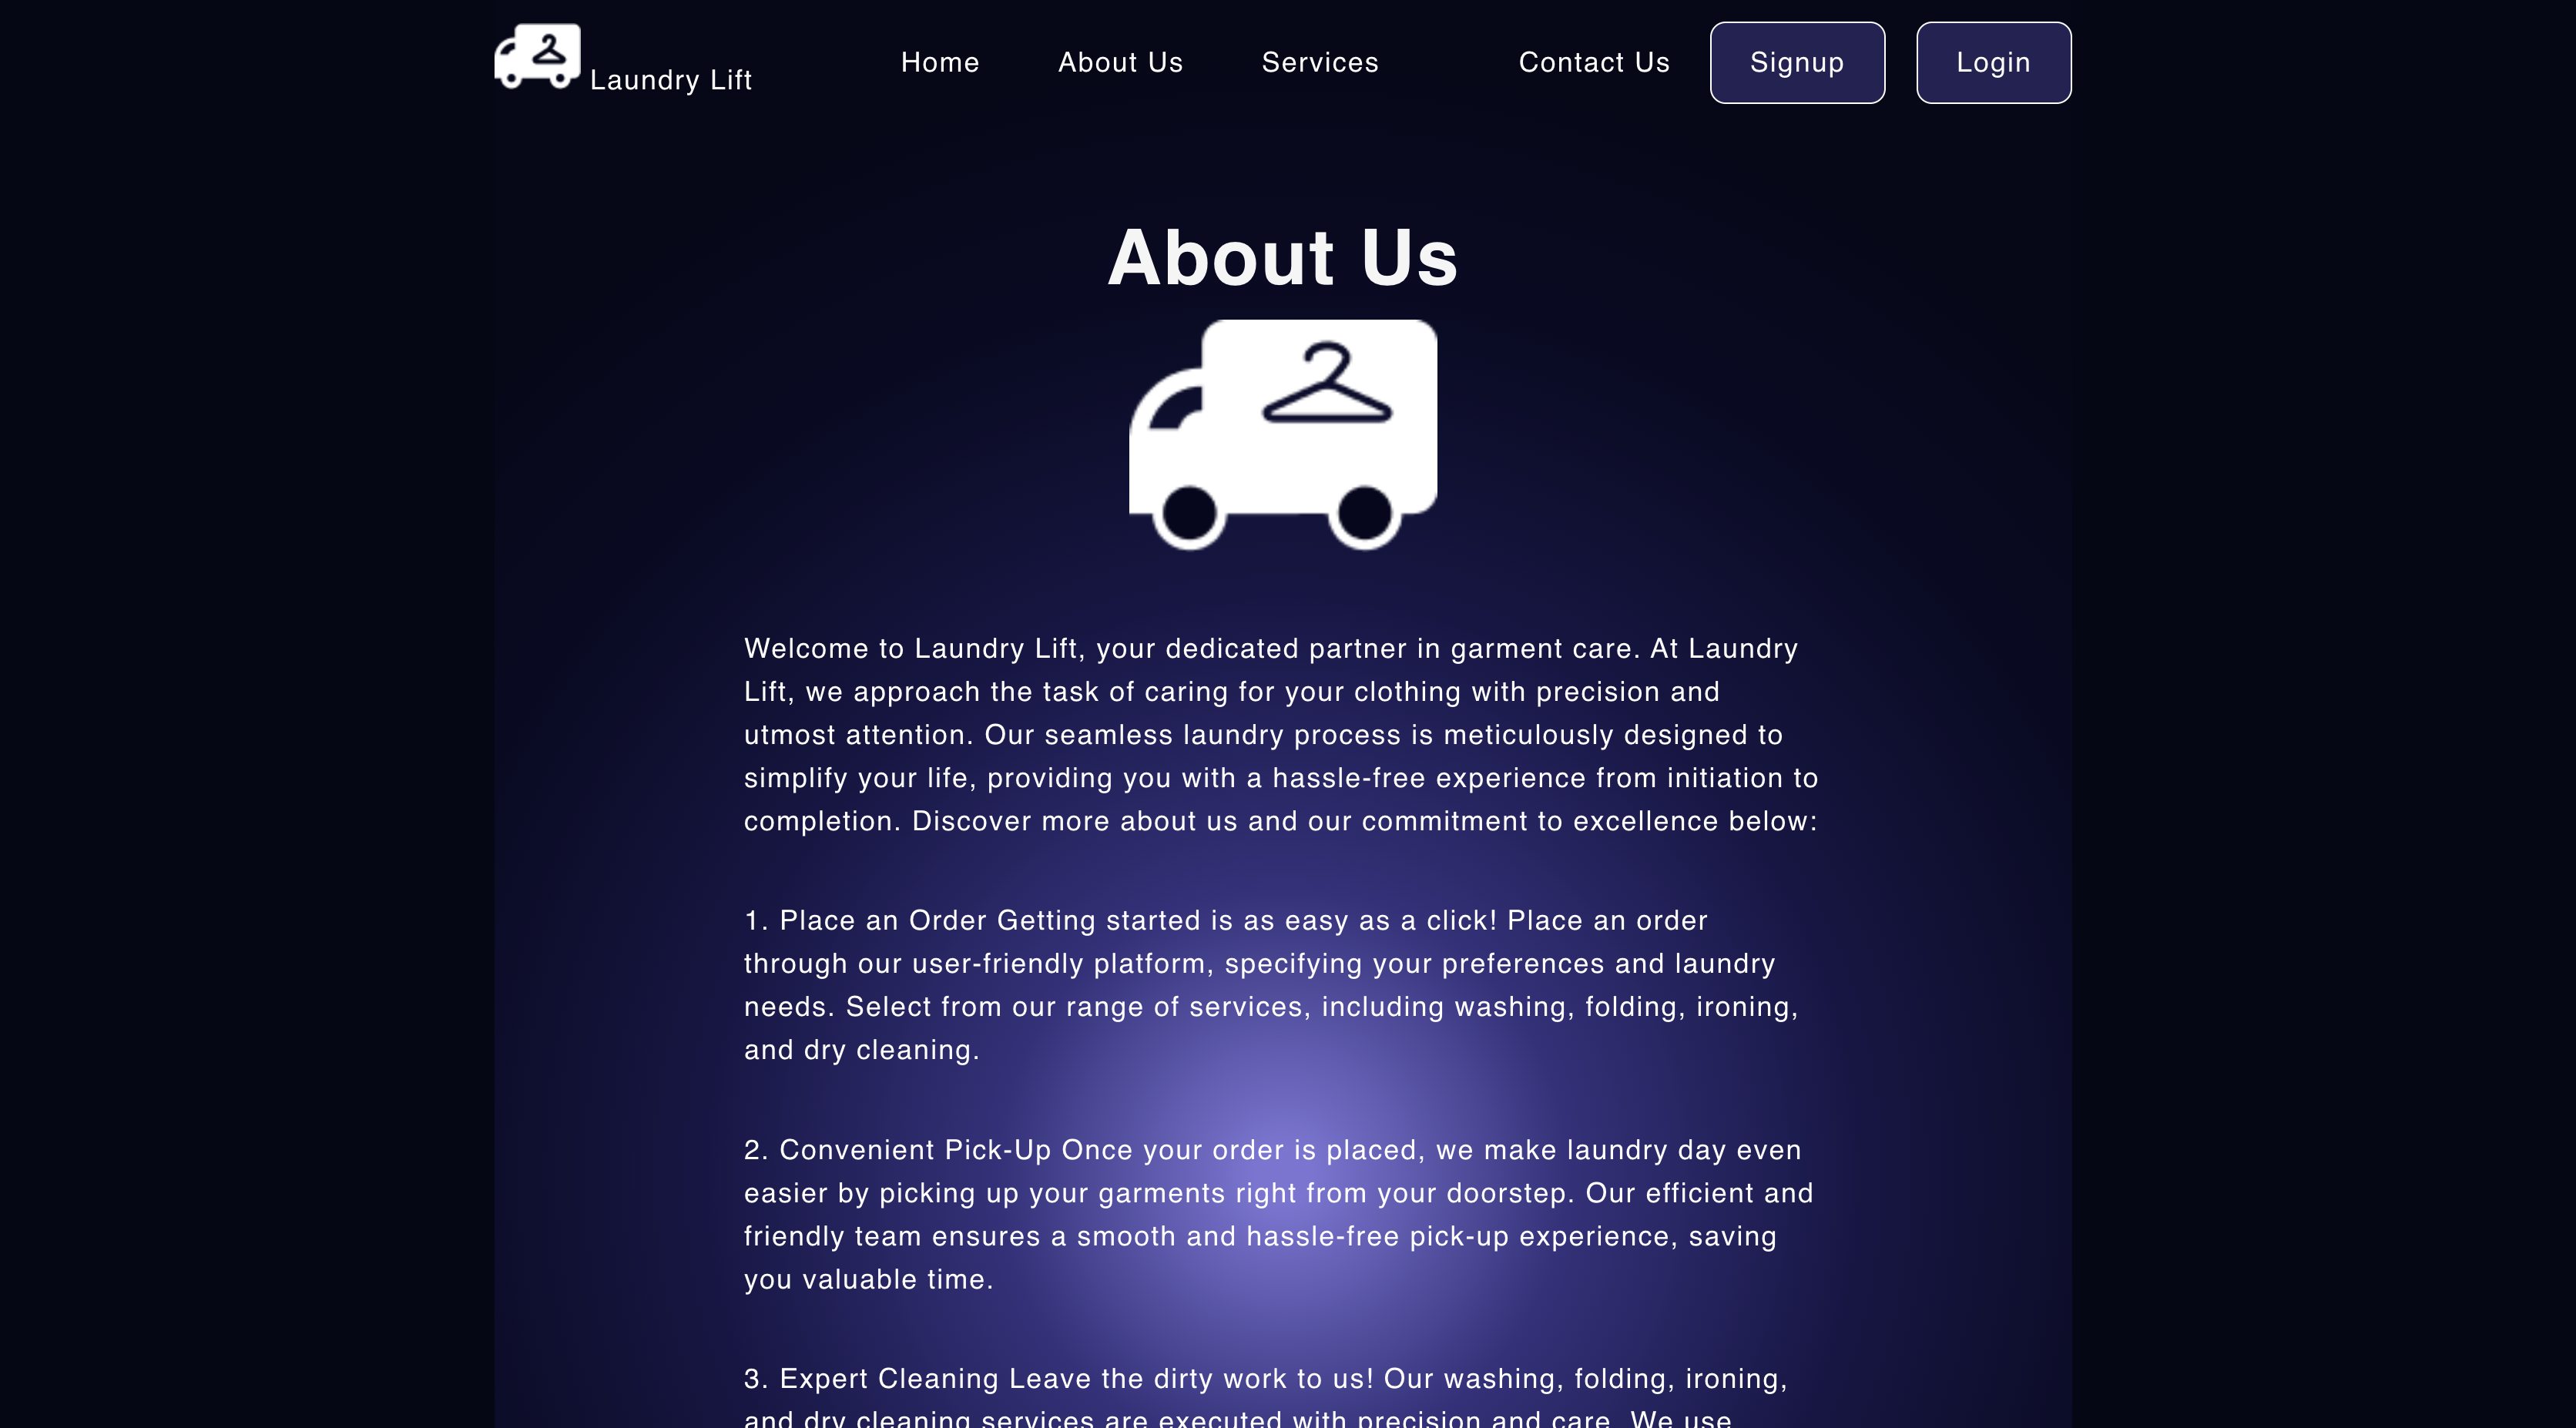 Laundry Lift
Home
About Us
Services
Contact Us
Signup
Login
About Us
Welcome to Laundry Lift, your dedicated partner in garment care. At Laundry
Lift, we approach the task of caring for your clothing with precision and
utmost attention. Our seamless laundry process is meticulously designed to
simplify your life, providing you with a hassle-free experience from initiation to
completion. Discover more about us and our commitment to excellence below:
1. Place an Order Getting started is as easy as a click! Place an order
through our user-friendly platform, specifying your preferences and laundry
needs. Select from our range of services, including washing, folding, ironing,
and dry cleaning.
2. Convenient Pick-Up Once your order is placed, we make laundry day even
easier by picking up your garments right from your doorstep. Our efficient and
friendly team ensures a smooth and hassle-free pick-up experience, saving
you valuable time.
3. Expert Cleaning Leave the dirty work to us! Our washing, folding, ironing,
and dry cleaning services are executed with precision and care. We use